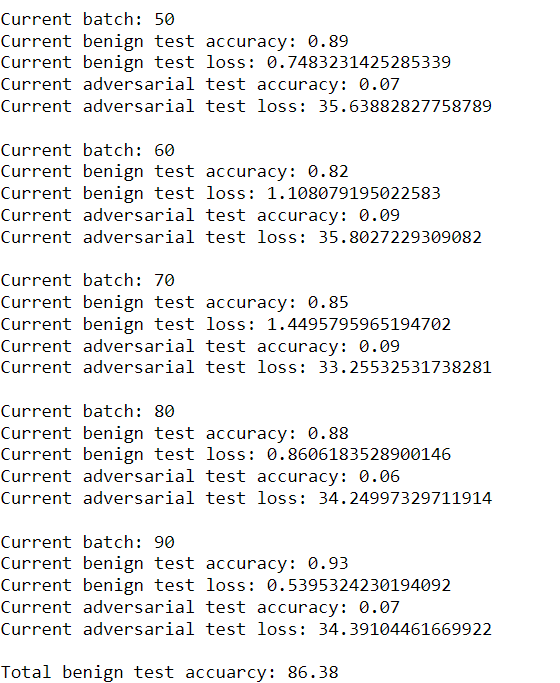 Current batch: 50
Current benign test accuracy: 0.89
Current benign test loss: 0.7483231425285339
Current adversarial test accuracy: 0.07
Current adversarial test loss: 35.63882827758789
Current batch: 60
Current benign test accuracy: 0.82
Current benign test loss: 1.108079195022583
Current adversarial test accuracy: 0.09
Current adversarial test loss: 35.8027229309082
Current batch: 70
Current benign test accuracy: 0.85
Current benign test loss: 1.4495795965194702
Current adversarial test accuracy: 0.09
Current adversarial test loss: 33.25532531738281
Current batch: 80
Current benign test accuracy: 0.88
Current benign test loss: 0.8606183528900146
Current adversarial test accuracy: 0.06
Current adversarial test loss: 34.24997329711914
Current batch: 90
Current benign test accuracy: 0.93
Current benign test loss: 0.5395324230194092
Current adversarial test accuracy: 0.07
Current adversarial test loss: 34.39104461669922
Total benign test accuarcy: 86.38